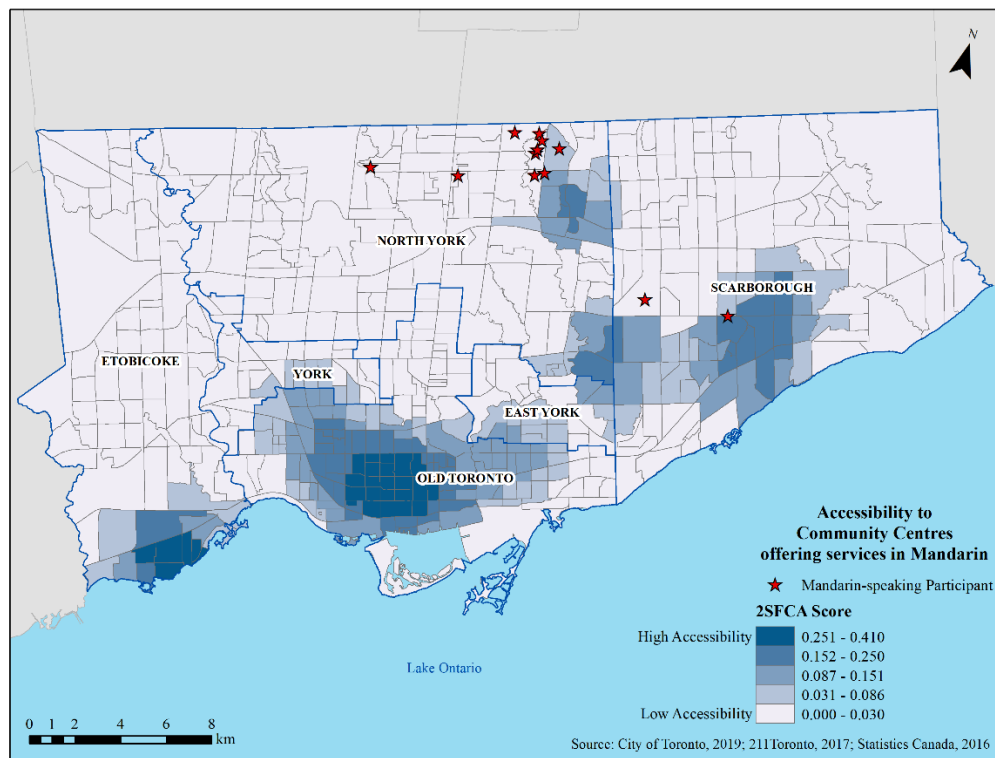 N
NORTH YORK
SCARBOROUGH
ETOBICOKE
YORK
EAST YORK
OLD TORONTO
Accessibility to
Community Centres
offering services in Mandarin
Mandarin-speaking Participant
2SFCA Score
High Accessibility
0.251 - 0.410
0.152 - 0.250
0.087 - 0.151
0.031 - 0.086
Low Accessibility
0.000 - 0.030
Lake Ontario
0 1 2 4 6 8
km
Source: City of Toronto, 2019; 211Toronto, 2017; Statistics Canada, 2016